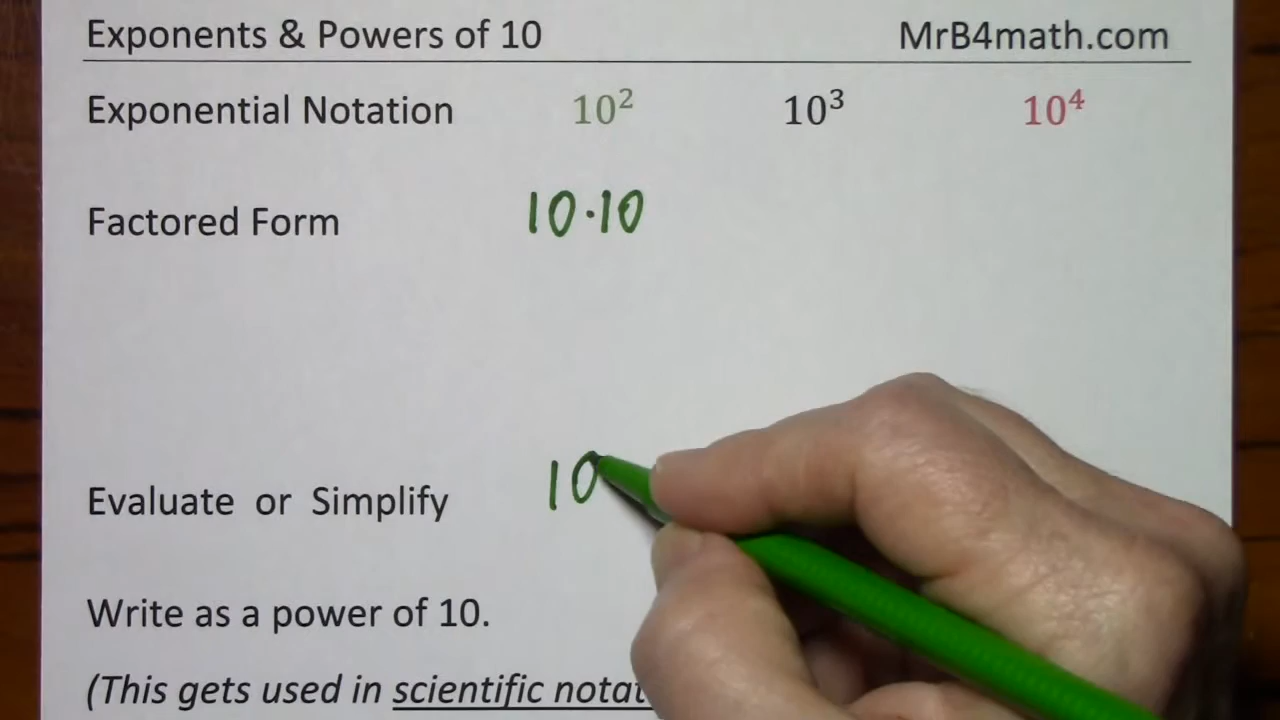 Exponents & Powers of 10 MrB4math.com
Exponential Notation 10² 10³ 10⁴
Factored Form 10·10
Evaluate or Simplify 10
Write as a power of 10.
(This gets used in scientific